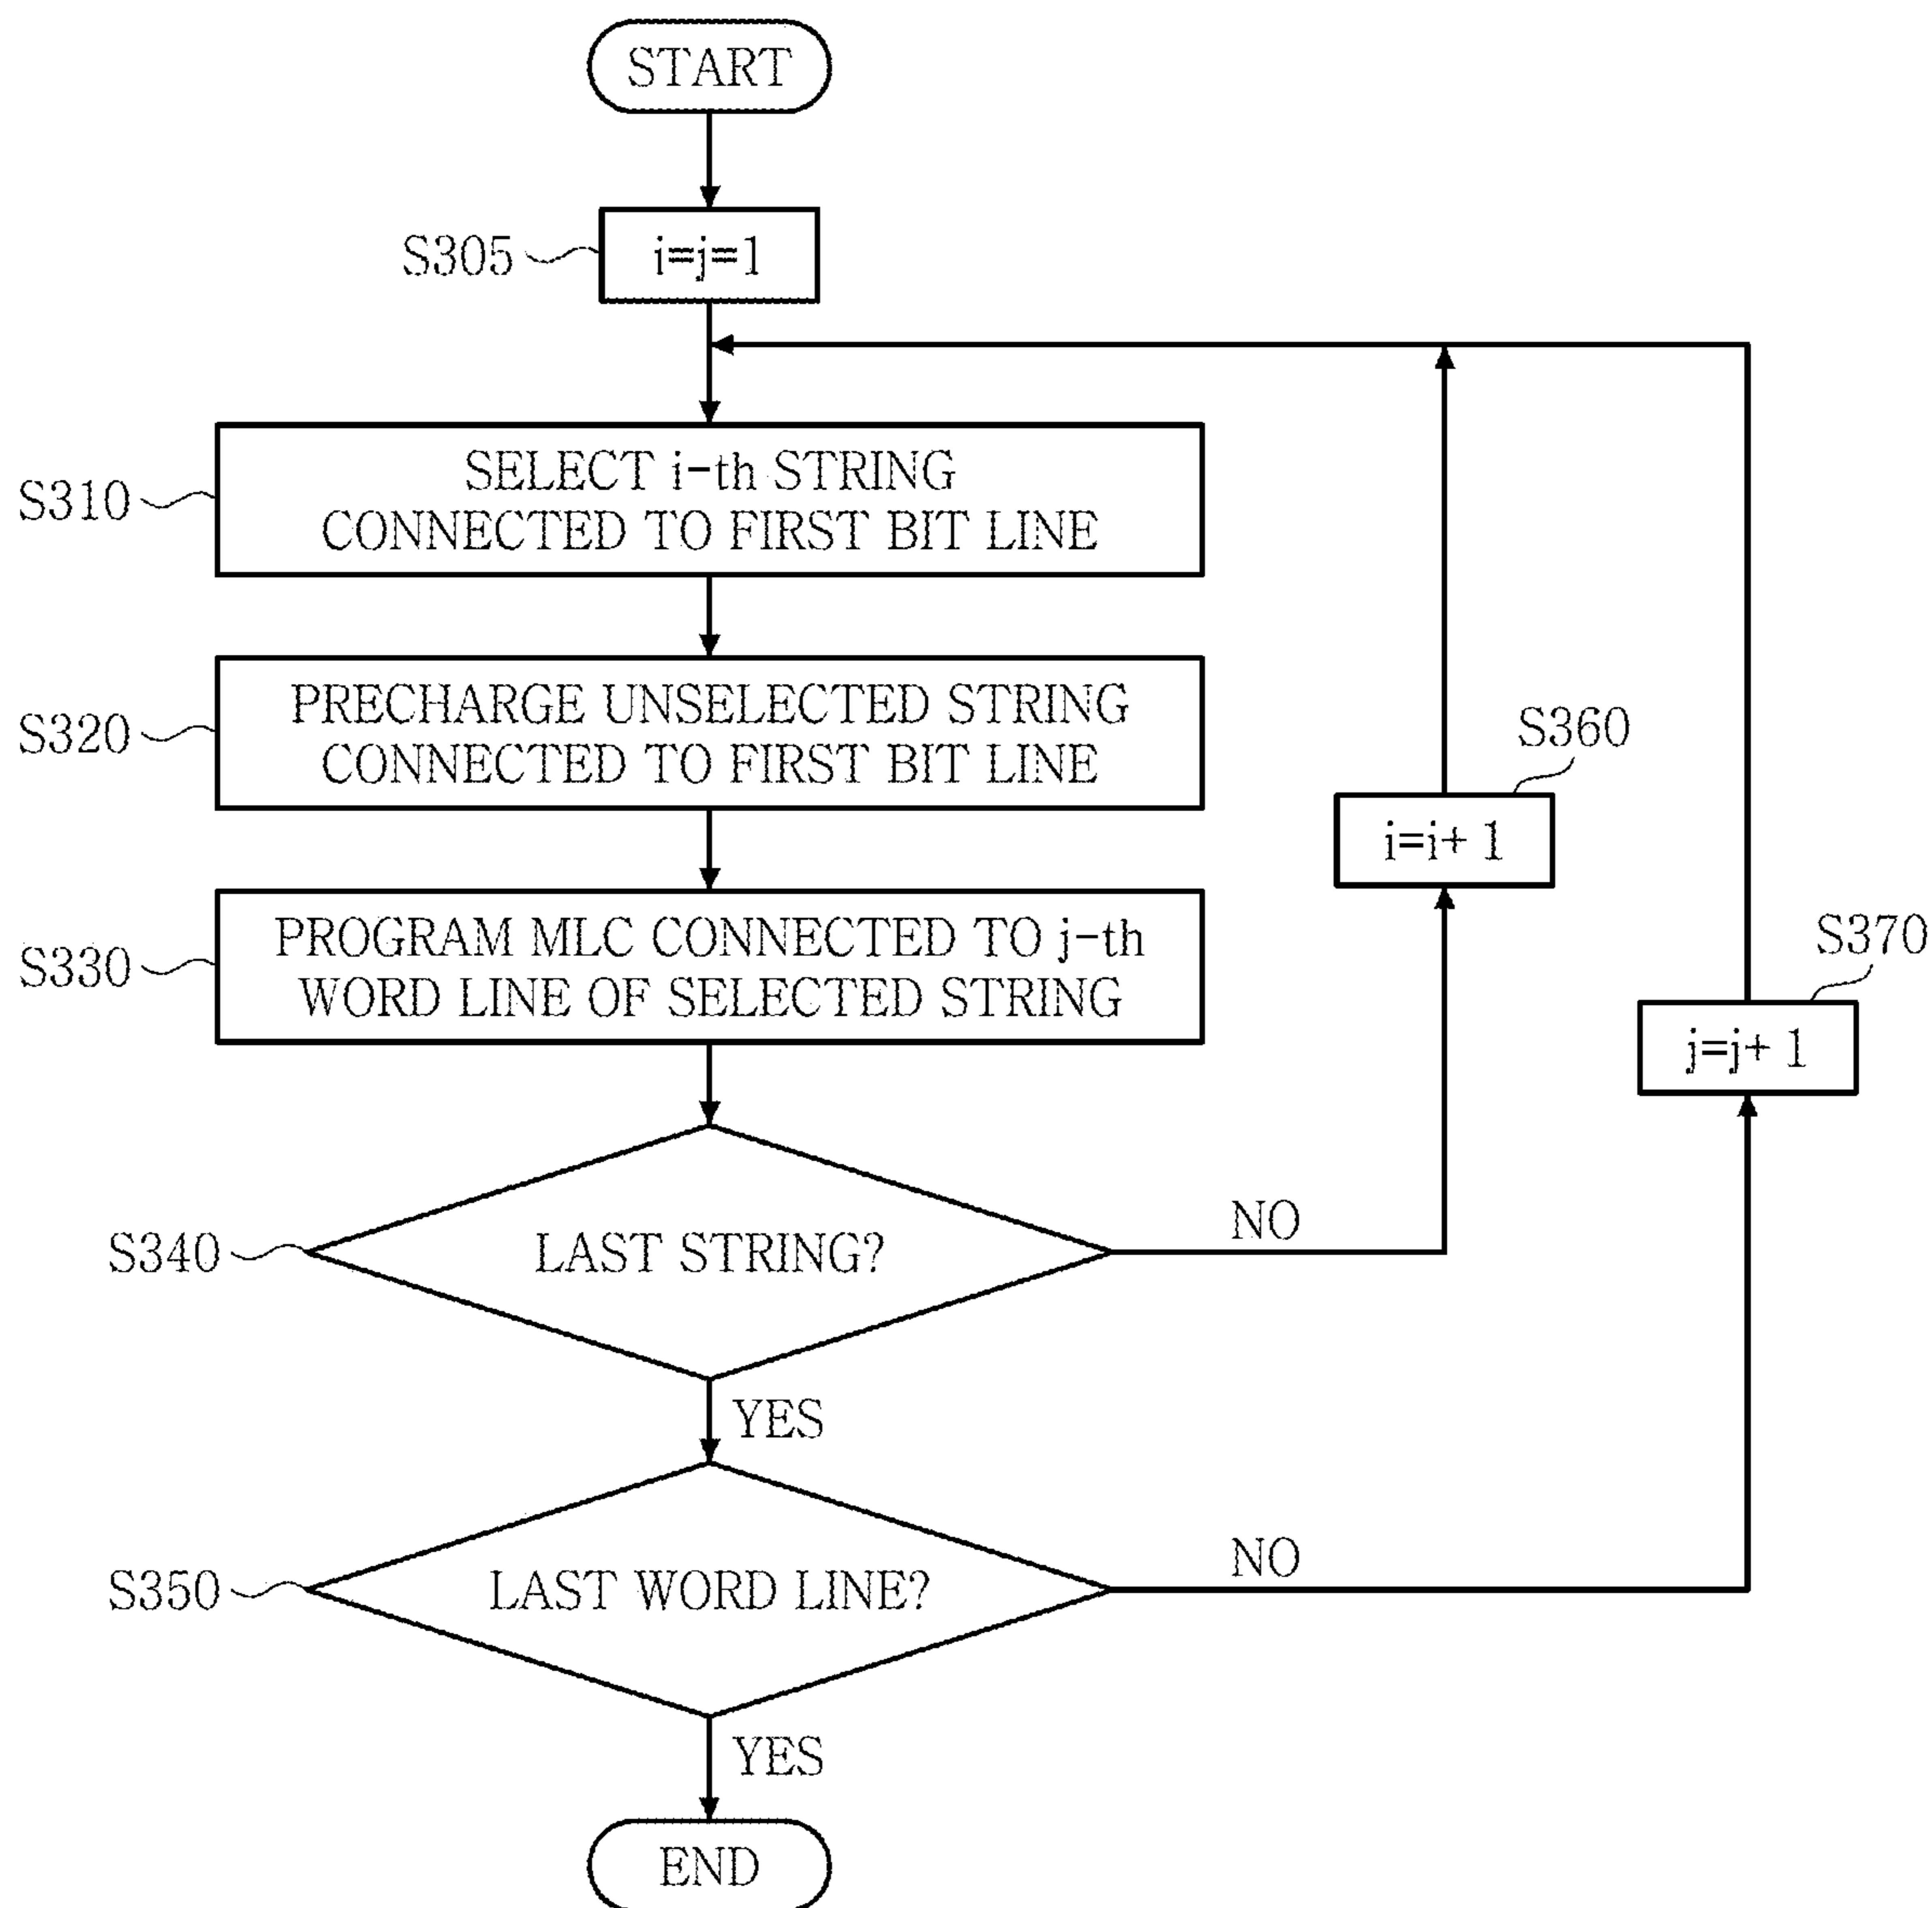 START
S305
i=j=1
S310
SELECT i-th STRING
CONNECTED TO FIRST BIT LINE
S320
PRECHARGE UNSELECTED STRING
CONNECTED TO FIRST BIT LINE
S360
i=i+ 1
S330
PROGRAM MLC CONNECTED TO j-th
WORD LINE OF SELECTED STRING
S370
j=j+ 1
S340
LAST STRING?
NO
YES
S350
LAST WORD LINE?
NO
YES
END